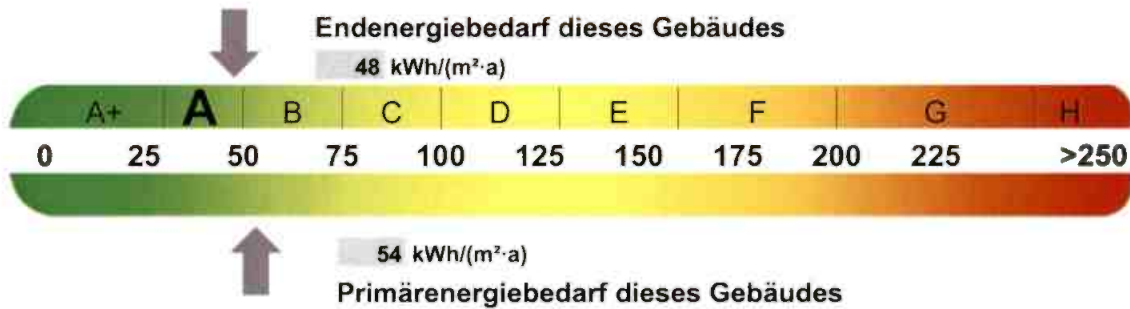 Endenergiebedarf dieses Gebäudes
48 kWh/(m²·a)
A+ A B C D E F G H
0 25 50 75 100 125 150 175 200 225 >250
54 kWh/(m²·a)
Primärenergiebedarf dieses Gebäudes